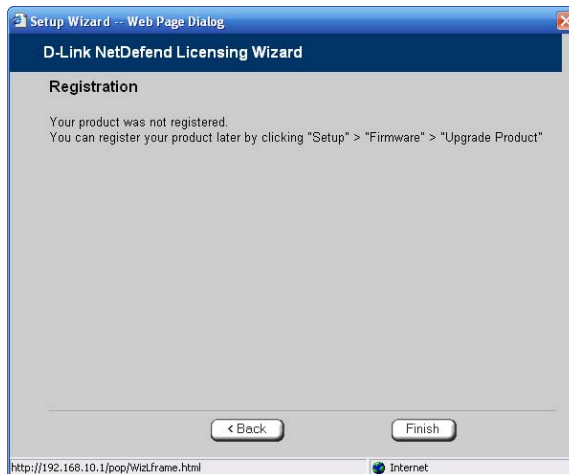 Setup Wizard -- Web Page Dialog
D-Link NetDefend Licensing Wizard
Registration
Your product was not registered.
You can register your product later by clicking "Setup" > "Firmware" > "Upgrade Product"
< Back
Finish
http://192.168.10.1/pop/WizLframe.html
Internet